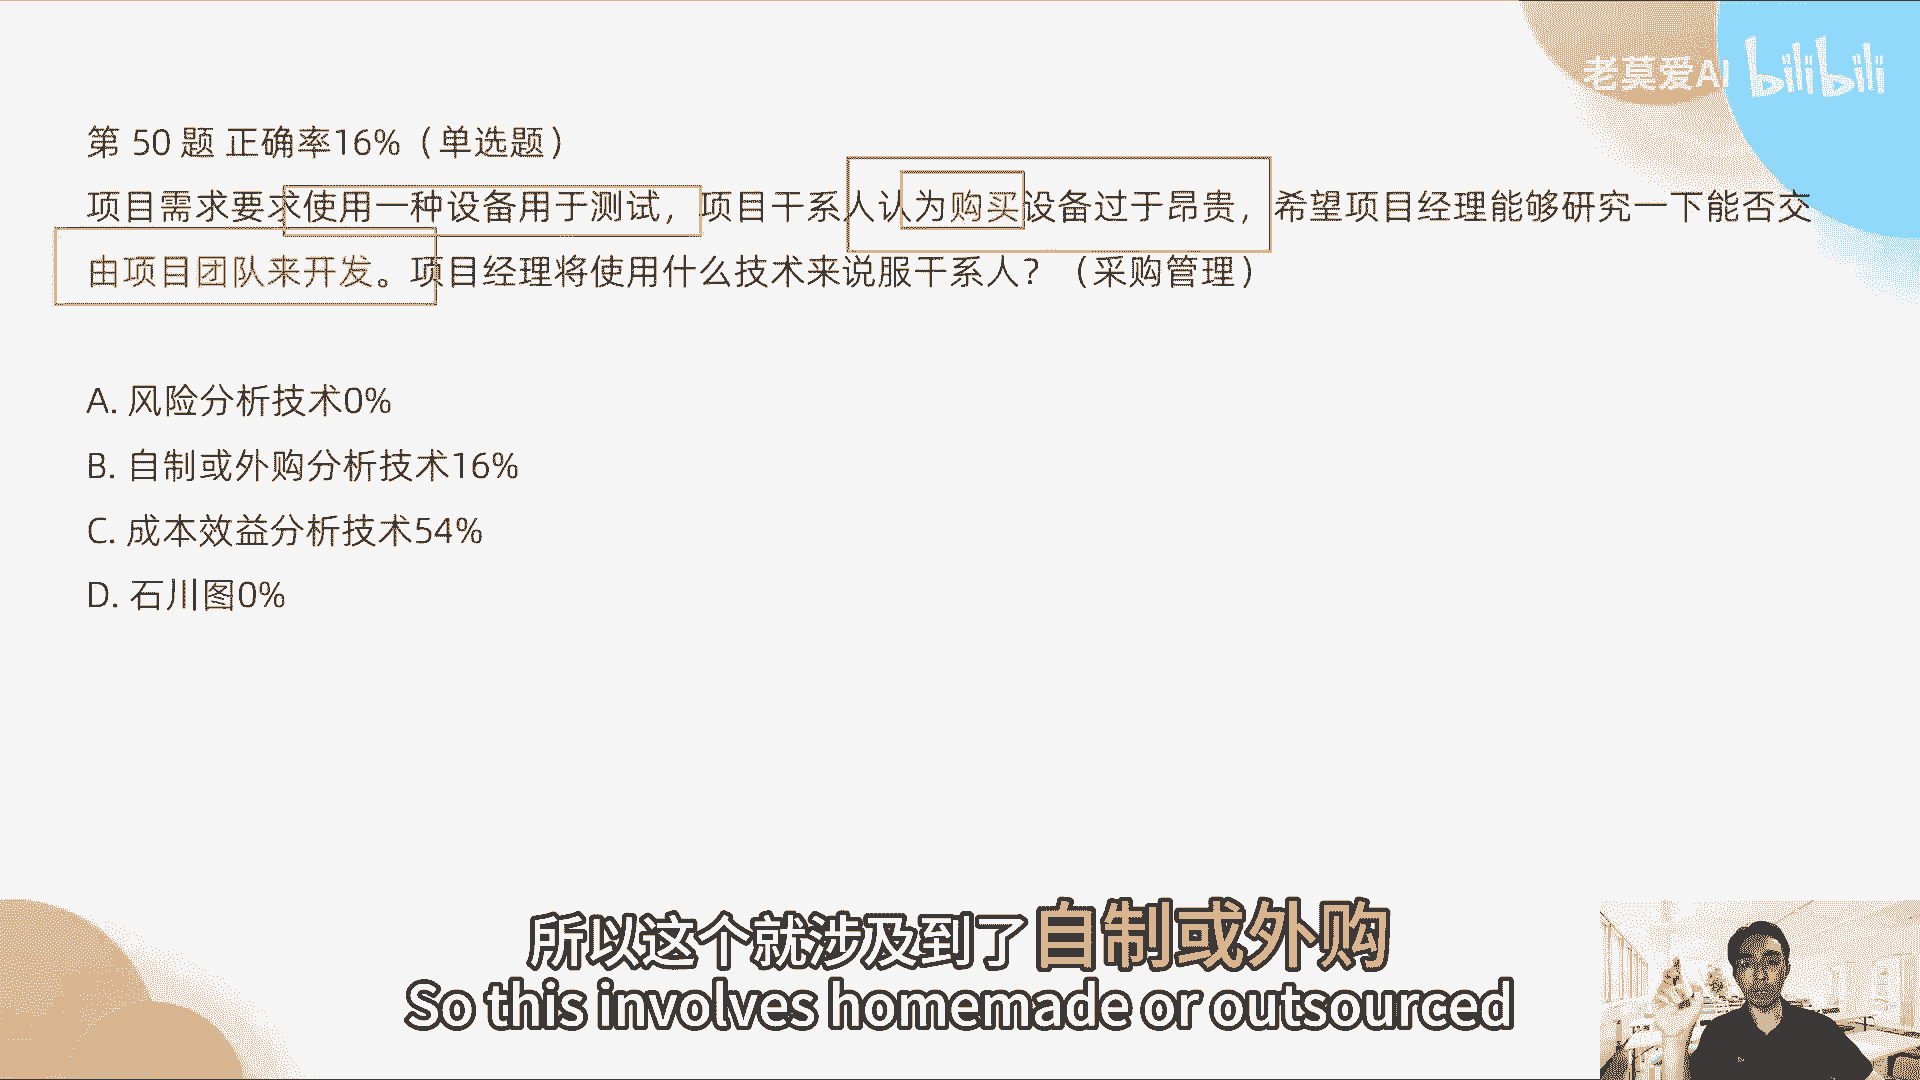 老莫爱AI bilibili
第 50 题 正确率16%（单选题）
项目需求要求使用一种设备用于测试，项目干系人认为购买设备过于昂贵，希望项目经理能够研究一下能否交
由项目团队来开发。项目经理将使用什么技术来说服干系人？（采购管理）
A. 风险分析技术0%
B. 自制或外购分析技术16%
C. 成本效益分析技术54%
D. 石川图0%
所以这个就涉及到了自制或外购
So this involves homemade or outsourced